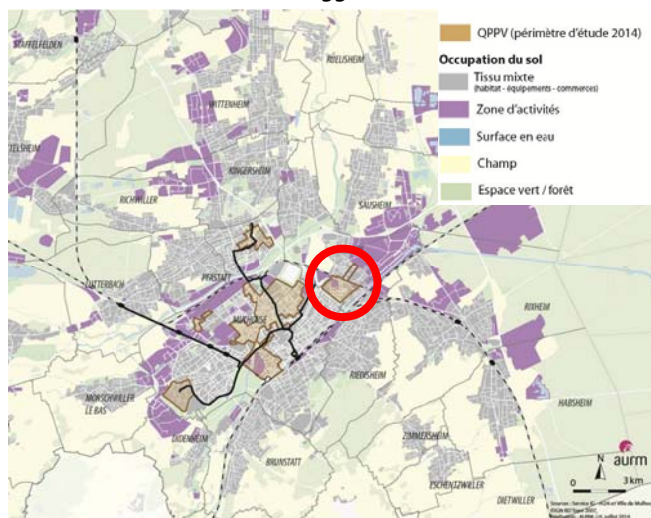 QPPV (périmètre d'étude 2014)
Occupation du sol
Tissu mixte
(habitat - équipements - commerces)
Zone d'activités
Surface en eau
Champ
Espace vert / forêt
STAFFELFELDEN
RUELISHEIM
WITTENHEIM
KINGERSHEIM
RICHWILLER
SAUSHEIM
PFASTATT
LUTTERBACH
MULHOUSE
RIXHEIM
RIEDISHEIM
MORSCHWILLER
LE BAS
HABSHEIM
DIDENHEIM
ZIMMERSHEIM
BRUNSTATT
ESCHENTZWILLER
DIETWILLER
aurm
N
0 3 km